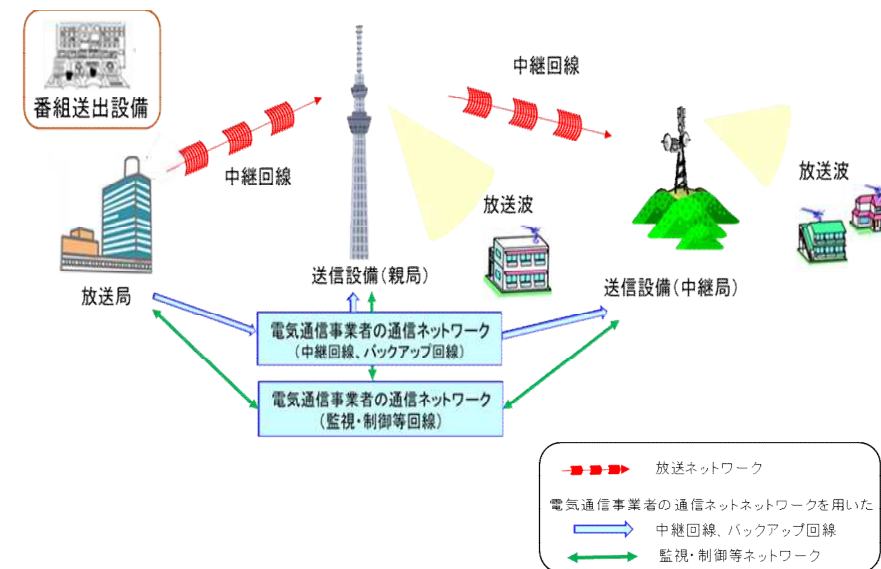 番組送出設備
中継回線
中継回線
放送波
放送波
放送局
送信設備(親局)
送信設備(中継局)
電気通信事業者の通信ネットワーク
(中継回線、バックアップ回線)
電気通信事業者の通信ネットワーク
(監視・制御等回線)
放送ネットワーク
電気通信事業者の通信ネットネットワークを用いた
中継回線、バックアップ回線
監視・制御等ネットワーク